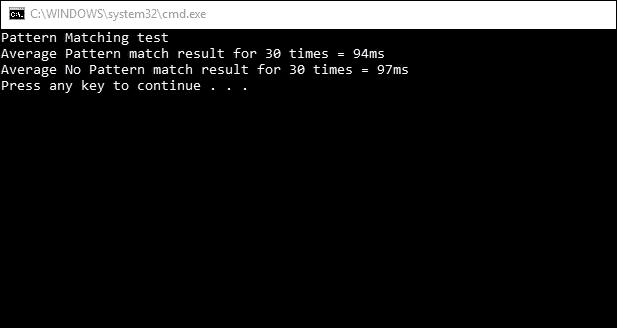 C:\WINDOWS\system32\cmd.exe
Pattern Matching test
Average Pattern match result for 30 times = 94ms
Average No Pattern match result for 30 times = 97ms
Press any key to continue . . .